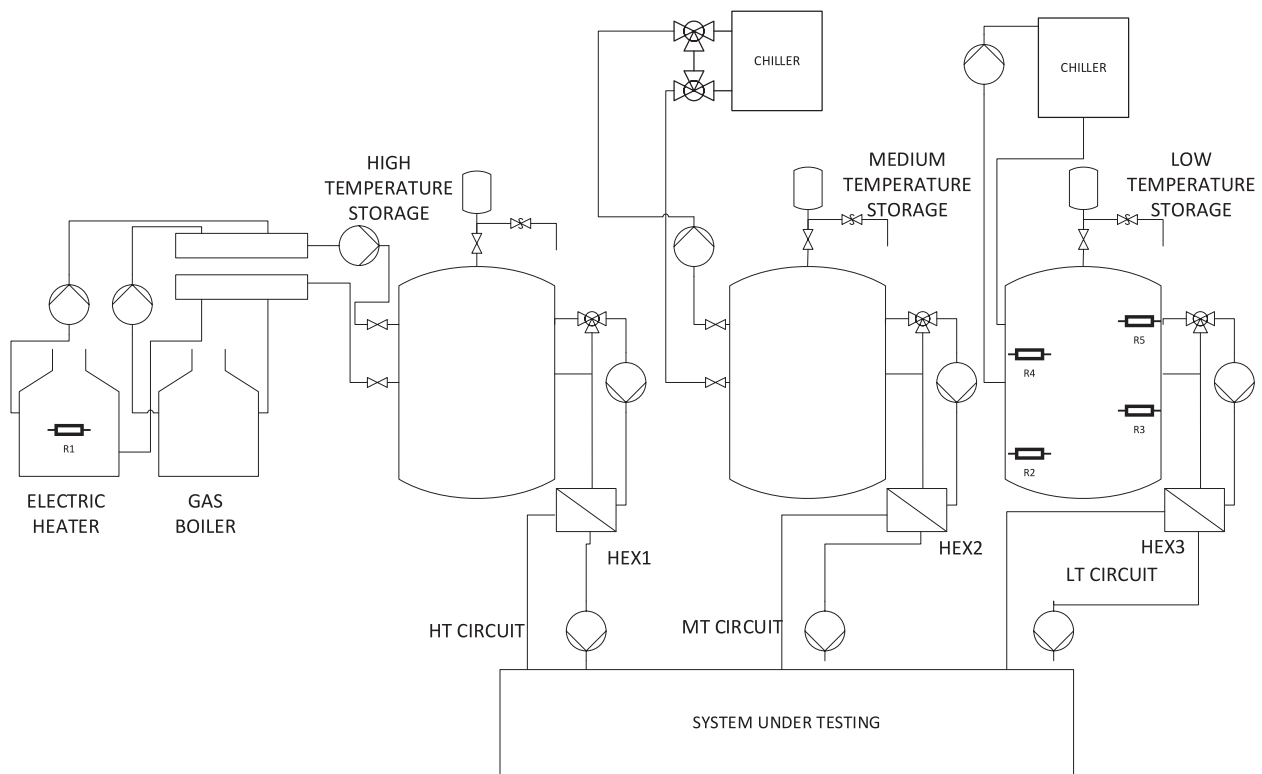 CHILLER
CHILLER
HIGH
TEMPERATURE
STORAGE
MEDIUM
TEMPERATURE
STORAGE
LOW
TEMPERATURE
STORAGE
S
S
S
R5
R4
R3
R2
R1
ELECTRIC
HEATER
GAS
BOILER
HEX1
HEX2
HEX3
HT CIRCUIT
MT CIRCUIT
LT CIRCUIT
SYSTEM UNDER TESTING